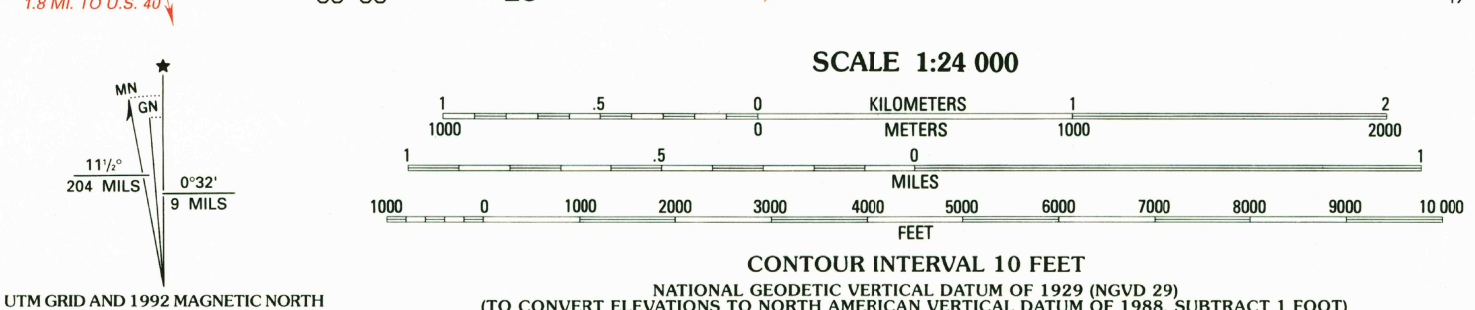 1.8 MI. TO U.S. 40
SCALE 1:24 000
MN
GN
11½°
204 MILS
0°32'
9 MILS
1 .5 0 KILOMETERS 1 2
1000 0 METERS 1000 2000
1 .5 0 1
MILES
1000 0 1000 2000 3000 4000 5000 6000 7000 8000 9000 10 000
FEET
CONTOUR INTERVAL 10 FEET
NATIONAL GEODETIC VERTICAL DATUM OF 1929 (NGVD 29)
(TO CONVERT ELEVATIONS TO NORTH AMERICAN VERTICAL DATUM OF 1988, SUBTRACT 1 FOOT)
UTM GRID AND 1992 MAGNETIC NORTH